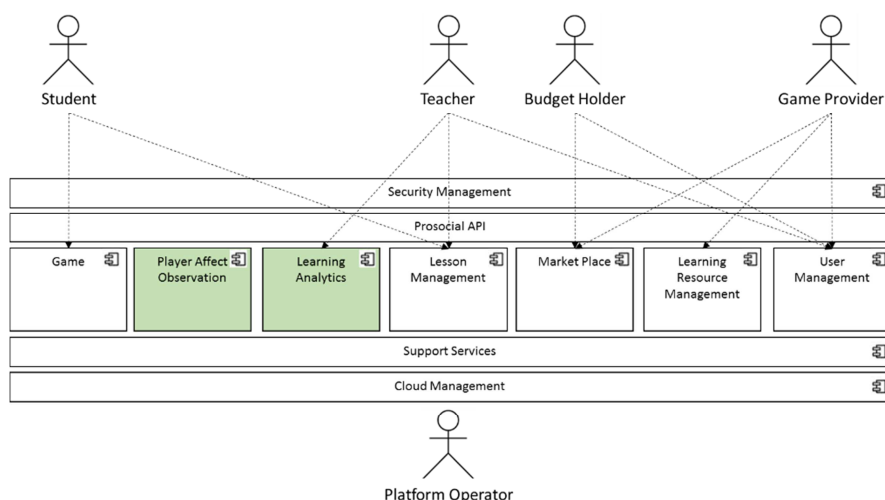 Student
Teacher
Budget Holder
Game Provider
Security Management
Prosocial API
Game
Player Affect
Observation
Learning
Analytics
Lesson
Management
Market Place
Learning
Resource
Management
User
Management
Support Services
Cloud Management
Platform Operator